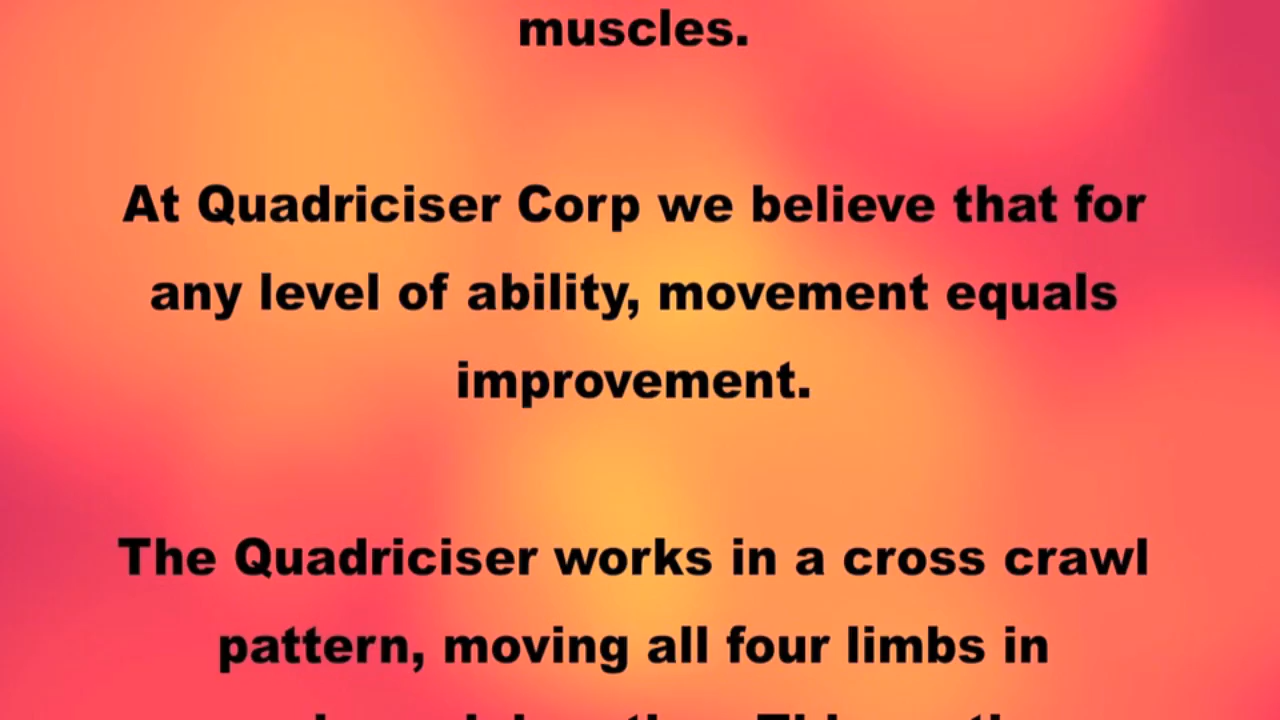 muscles.
At Quadriciser Corp we believe that for
any level of ability, movement equals
improvement.
The Quadriciser works in a cross crawl
pattern, moving all four limbs in